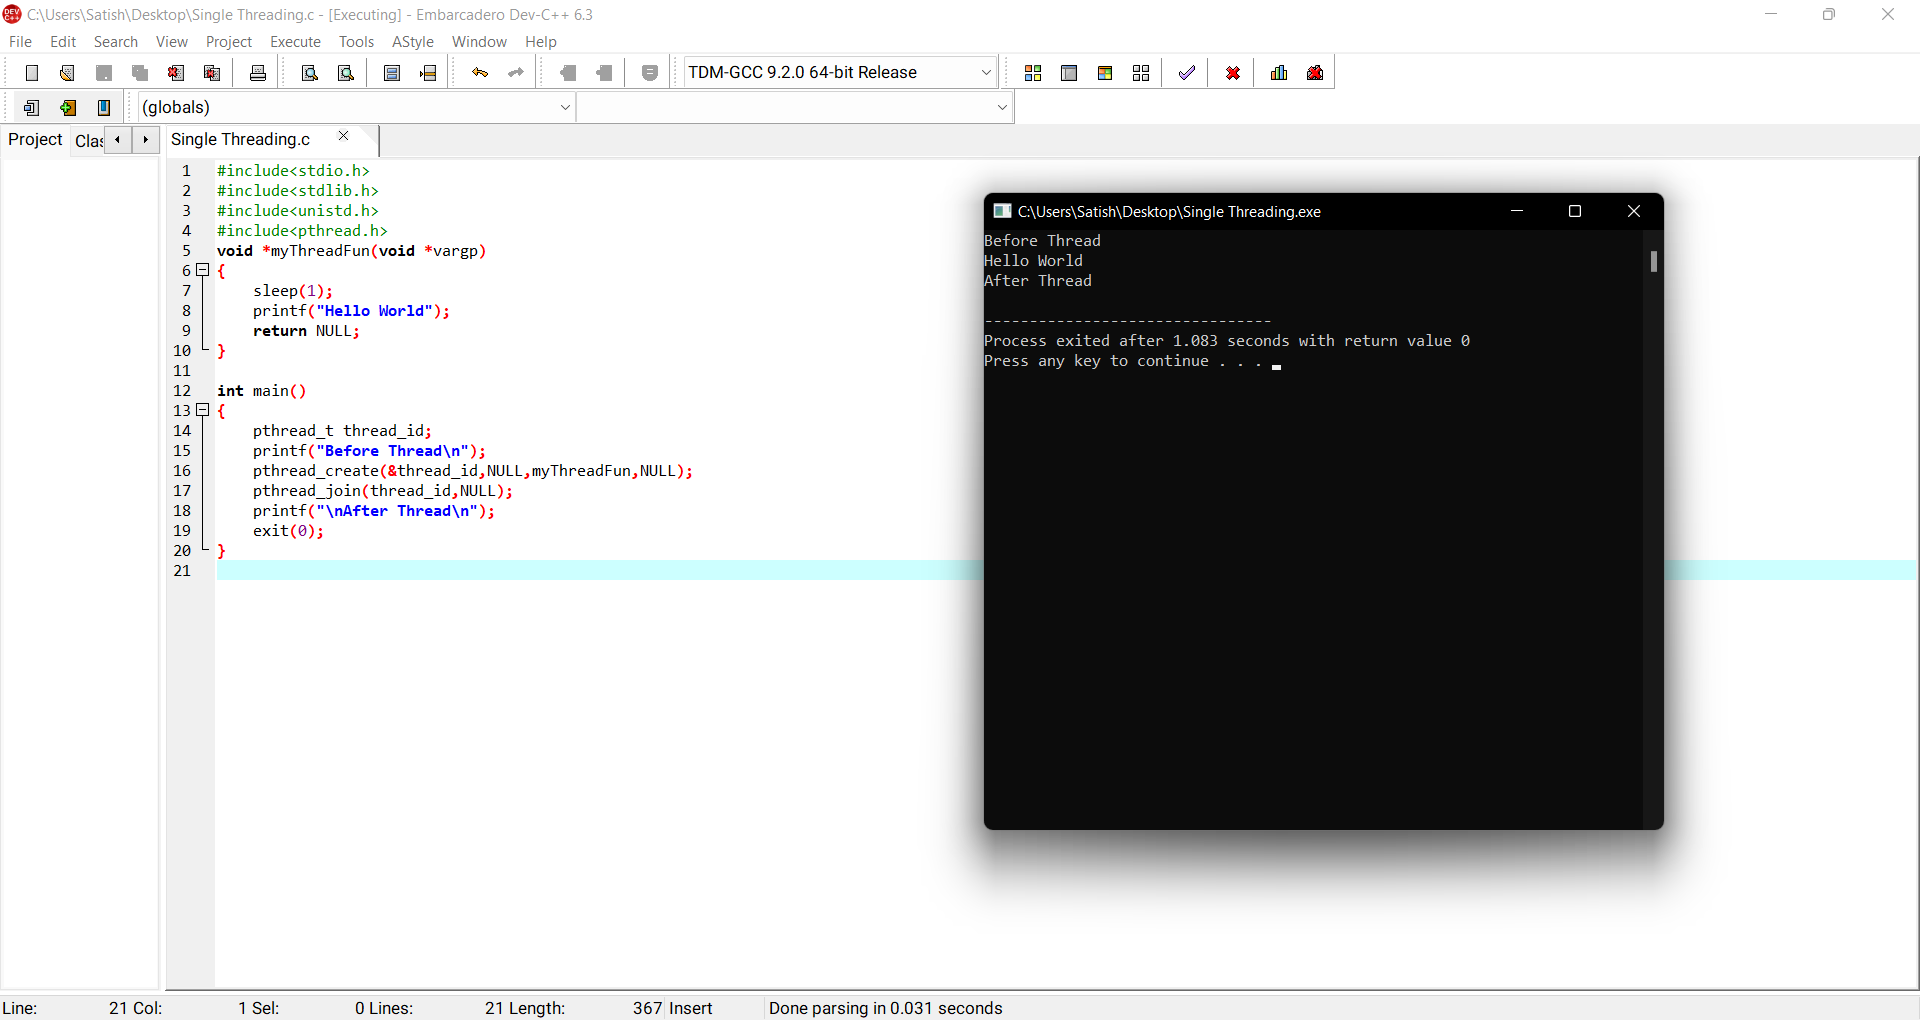 C:\Users\Satish\Desktop\Single Threading.c - [Executing] - Embarcadero Dev-C++ 6.3
File Edit Search View Project Execute Tools AStyle Window Help
TDM-GCC 9.2.0 64-bit Release
(globals)
Project Clas Single Threading.c
1 #include<stdio.h>
2 #include<stdlib.h>
3 #include<unistd.h>
4 #include<pthread.h>
5 void *myThreadFun(void *vargp)
6 {
7 sleep(1);
8 printf("Hello World");
9 return NULL;
10 }
11
12 int main()
13 {
14 pthread_t thread_id;
15 printf("Before Thread\n");
16 pthread_create(&thread_id,NULL,myThreadFun,NULL);
17 pthread_join(thread_id,NULL);
18 printf("\nAfter Thread\n");
19 exit(0);
20 }
21
C:\Users\Satish\Desktop\Single Threading.exe
Before Thread
Hello World
After Thread
--------------------------------
Process exited after 1.083 seconds with return value 0
Press any key to continue . . .
Line: 21 Col: 1 Sel: 0 Lines: 21 Length: 367 Insert Done parsing in 0.031 seconds